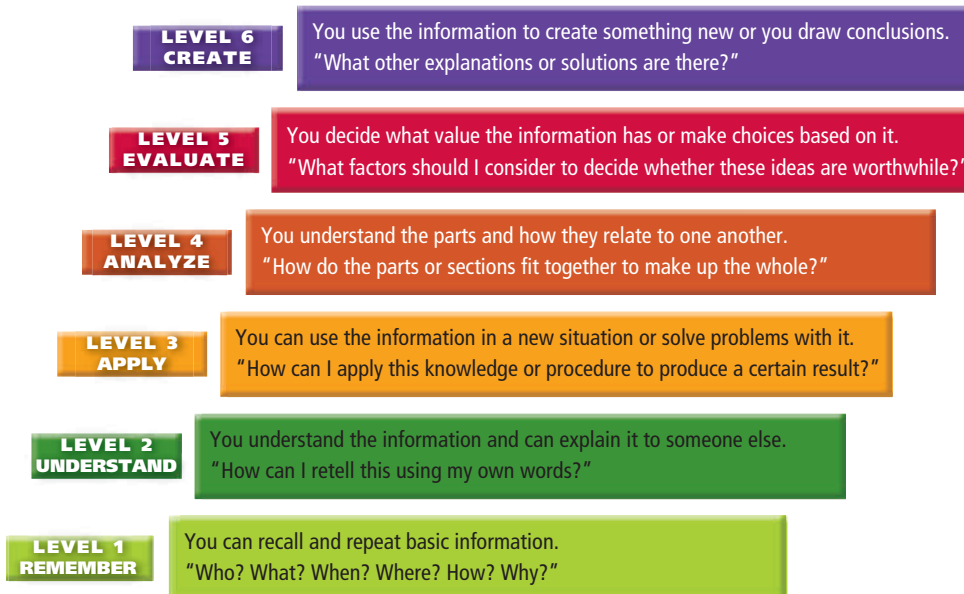 LEVEL 6
CREATE
You use the information to create something new or you draw conclusions.
“What other explanations or solutions are there?”
LEVEL 5
EVALUATE
You decide what value the information has or make choices based on it.
“What factors should I consider to decide whether these ideas are worthwhile?”
LEVEL 4
ANALYZE
You understand the parts and how they relate to one another.
“How do the parts or sections fit together to make up the whole?”
LEVEL 3
APPLY
You can use the information in a new situation or solve problems with it.
“How can I apply this knowledge or procedure to produce a certain result?”
LEVEL 2
UNDERSTAND
You understand the information and can explain it to someone else.
“How can I retell this using my own words?”
LEVEL 1
REMEMBER
You can recall and repeat basic information.
“Who? What? When? Where? How? Why?”